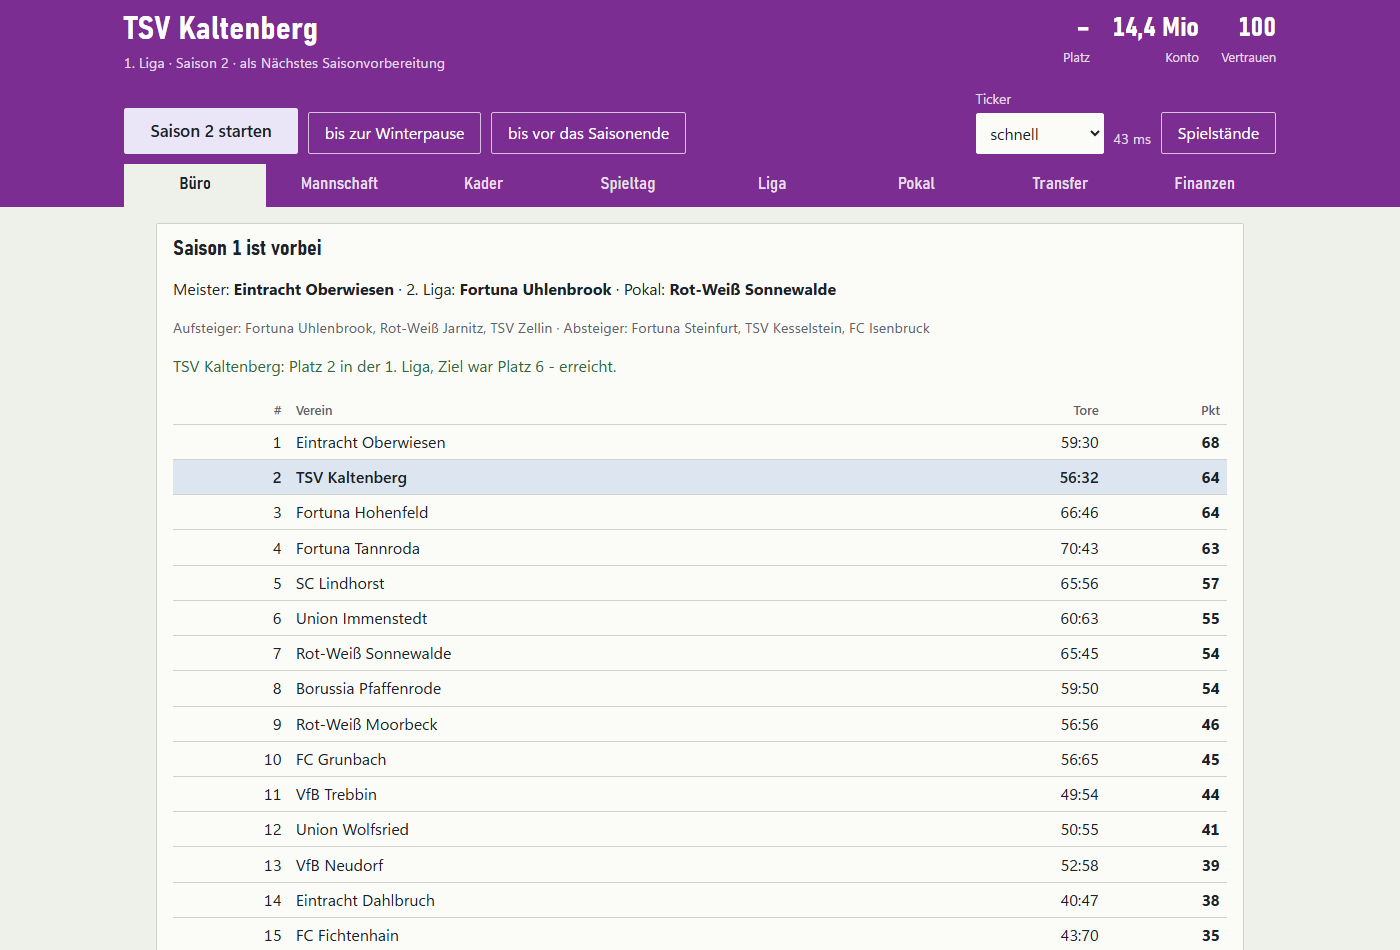 TSV Kaltenberg
1. Liga · Saison 2 · als Nächstes Saisonvorbereitung
– 14,4 Mio 100
Platz Konto Vertrauen
Ticker
Saison 2 starten bis zur Winterpause bis vor das Saisonende schnell 43 ms Spielstände
Büro Mannschaft Kader Spieltag Liga Pokal Transfer Finanzen
Saison 1 ist vorbei
Meister: Eintracht Oberwiesen · 2. Liga: Fortuna Uhlenbrook · Pokal: Rot-Weiß Sonnewalde
Aufsteiger: Fortuna Uhlenbrook, Rot-Weiß Jarnitz, TSV Zellin · Absteiger: Fortuna Steinfurt, TSV Kesselstein, FC Isenbruck
TSV Kaltenberg: Platz 2 in der 1. Liga, Ziel war Platz 6 - erreicht.
# Verein Tore Pkt
1 Eintracht Oberwiesen 59:30 68
2 TSV Kaltenberg 56:32 64
3 Fortuna Hohenfeld 66:46 64
4 Fortuna Tannroda 70:43 63
5 SC Lindhorst 65:56 57
6 Union Immenstedt 60:63 55
7 Rot-Weiß Sonnewalde 65:45 54
8 Borussia Pfaffenrode 59:50 54
9 Rot-Weiß Moorbeck 56:56 46
10 FC Grunbach 56:65 45
11 VfB Trebbin 49:54 44
12 Union Wolfsried 50:55 41
13 VfB Neudorf 52:58 39
14 Eintracht Dahlbruch 40:47 38
15 FC Fichtenhain 43:70 35